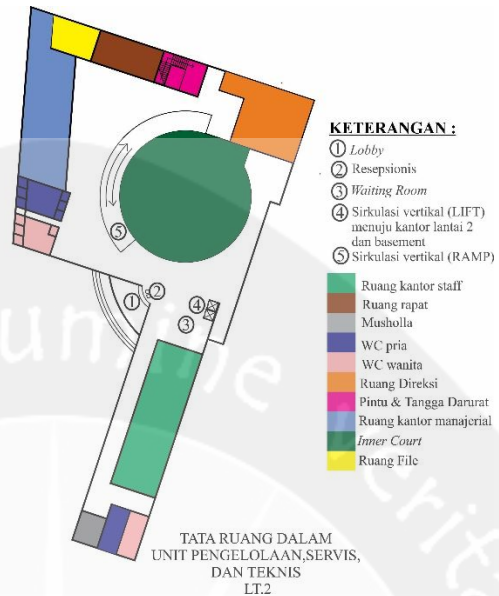 KETERANGAN :
① Lobby
② Resepsionis
③ Waiting Room
④ Sirkulasi vertikal (LIFT)
menuju kantor lantai 2
dan basement
⑤ Sirkulasi vertikal (RAMP)
Ruang kantor staff
Ruang rapat
Musholla
WC pria
WC wanita
Ruang Direksi
Pintu & Tangga Darurat
Ruang kantor manajerial
Inner Court
Ruang File
⑤
① ②
④
③
TATA RUANG DALAM
UNIT PENGELOLAAN,SERVIS,
DAN TEKNIS
LT.2